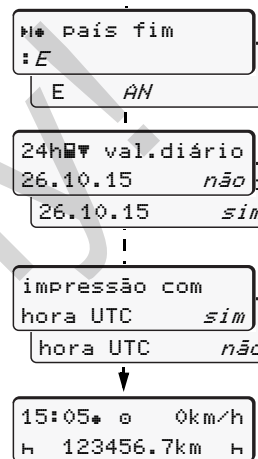 país fim
:E
E AN
24h val.diário
26.10.15 não
26.10.15 sim
impressão com
hora UTC sim
hora UTC não
15:05 0km/h
123456.7km